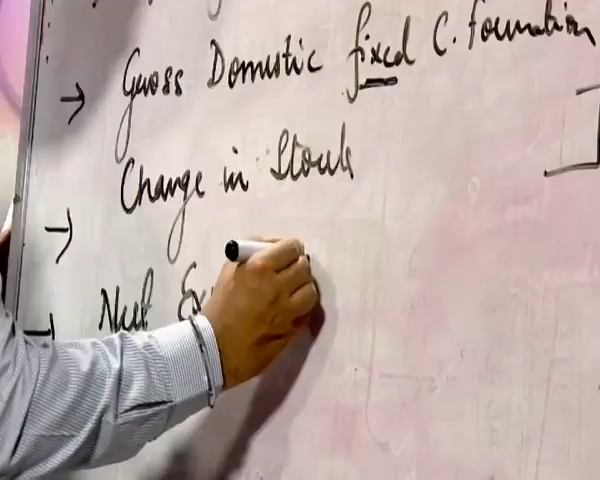 → Gross Domestic fixed C. Formation
→ Change in Stock
→ Net Ex